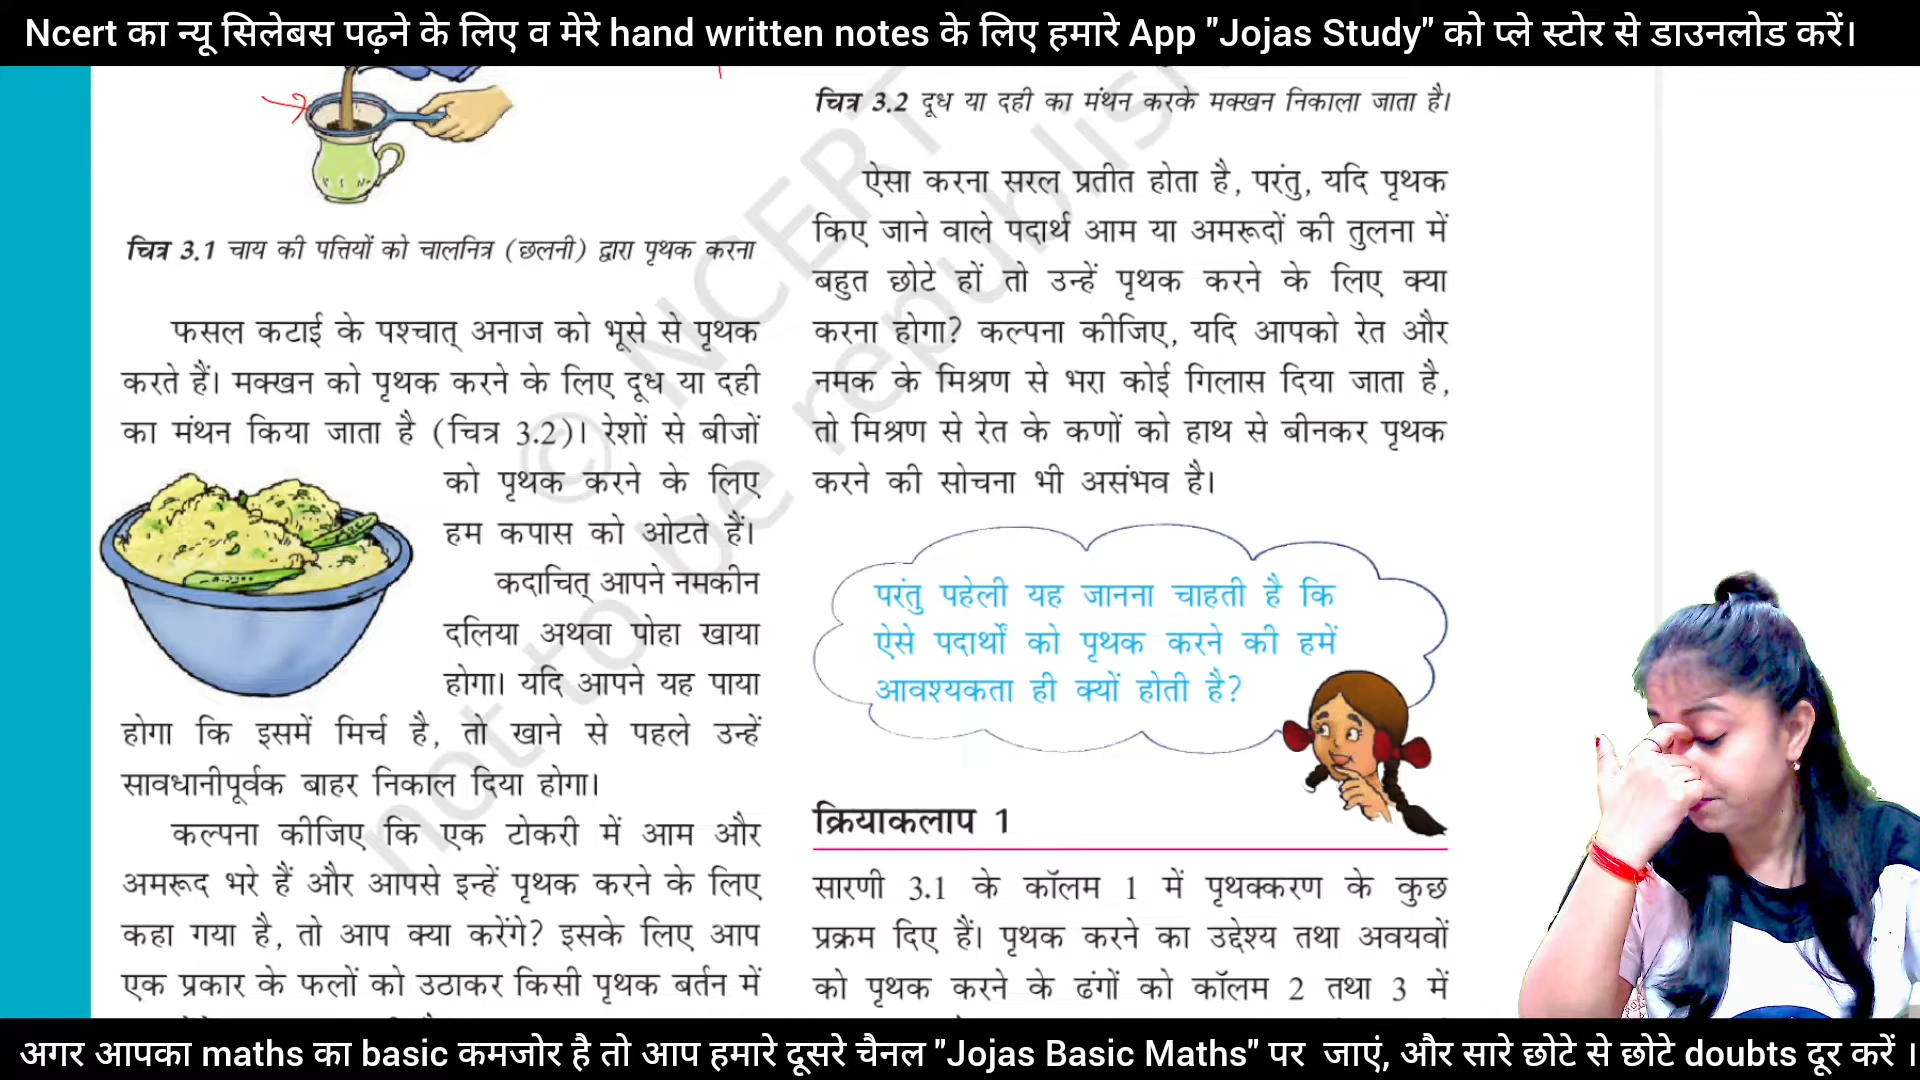 Ncert का न्यू सिलेबस पढ़ने के लिए व मेरे hand written notes के लिए हमारे App "Jojas Study" को प्ले स्टोर से डाउनलोड करें।
चित्र 3.1 चाय की पत्तियों को चालनित्र (छलनी) द्वारा पृथक करना
फसल कटाई के पश्चात् अनाज को भूसे से पृथक
करते हैं। मक्खन को पृथक करने के लिए दूध या दही
का मंथन किया जाता है (चित्र 3.2)। रेशों से बीजों
को पृथक करने के लिए
हम कपास को ओटते हैं।
कदाचित् आपने नमकीन
दलिया अथवा पोहा खाया
होगा। यदि आपने यह पाया
होगा कि इसमें मिर्च है, तो खाने से पहले उन्हें
सावधानीपूर्वक बाहर निकाल दिया होगा।
कल्पना कीजिए कि एक टोकरी में आम और
अमरूद भरे हैं और आपसे इन्हें पृथक करने के लिए
कहा गया है, तो आप क्या करेंगे? इसके लिए आप
एक प्रकार के फलों को उठाकर किसी पृथक बर्तन में
चित्र 3.2 दूध या दही का मंथन करके मक्खन निकाला जाता है।
ऐसा करना सरल प्रतीत होता है, परंतु, यदि पृथक
किए जाने वाले पदार्थ आम या अमरूदों की तुलना में
बहुत छोटे हों तो उन्हें पृथक करने के लिए क्या
करना होगा? कल्पना कीजिए, यदि आपको रेत और
नमक के मिश्रण से भरा कोई गिलास दिया जाता है,
तो मिश्रण से रेत के कणों को हाथ से बीनकर पृथक
करने की सोचना भी असंभव है।
परंतु पहेली यह जानना चाहती है कि
ऐसे पदार्थों को पृथक करने की हमें
आवश्यकता ही क्यों होती है?
क्रियाकलाप 1
सारणी 3.1 के कॉलम 1 में पृथक्करण के कुछ
प्रक्रम दिए हैं। पृथक करने का उद्देश्य तथा अवयवों
को पृथक करने के ढंगों को कॉलम 2 तथा 3 में
© NCERT
not to be republis
अगर आपका maths का basic कमजोर है तो आप हमारे दूसरे चैनल "Jojas Basic Maths" पर जाएं, और सारे छोटे से छोटे doubts दूर करें ।